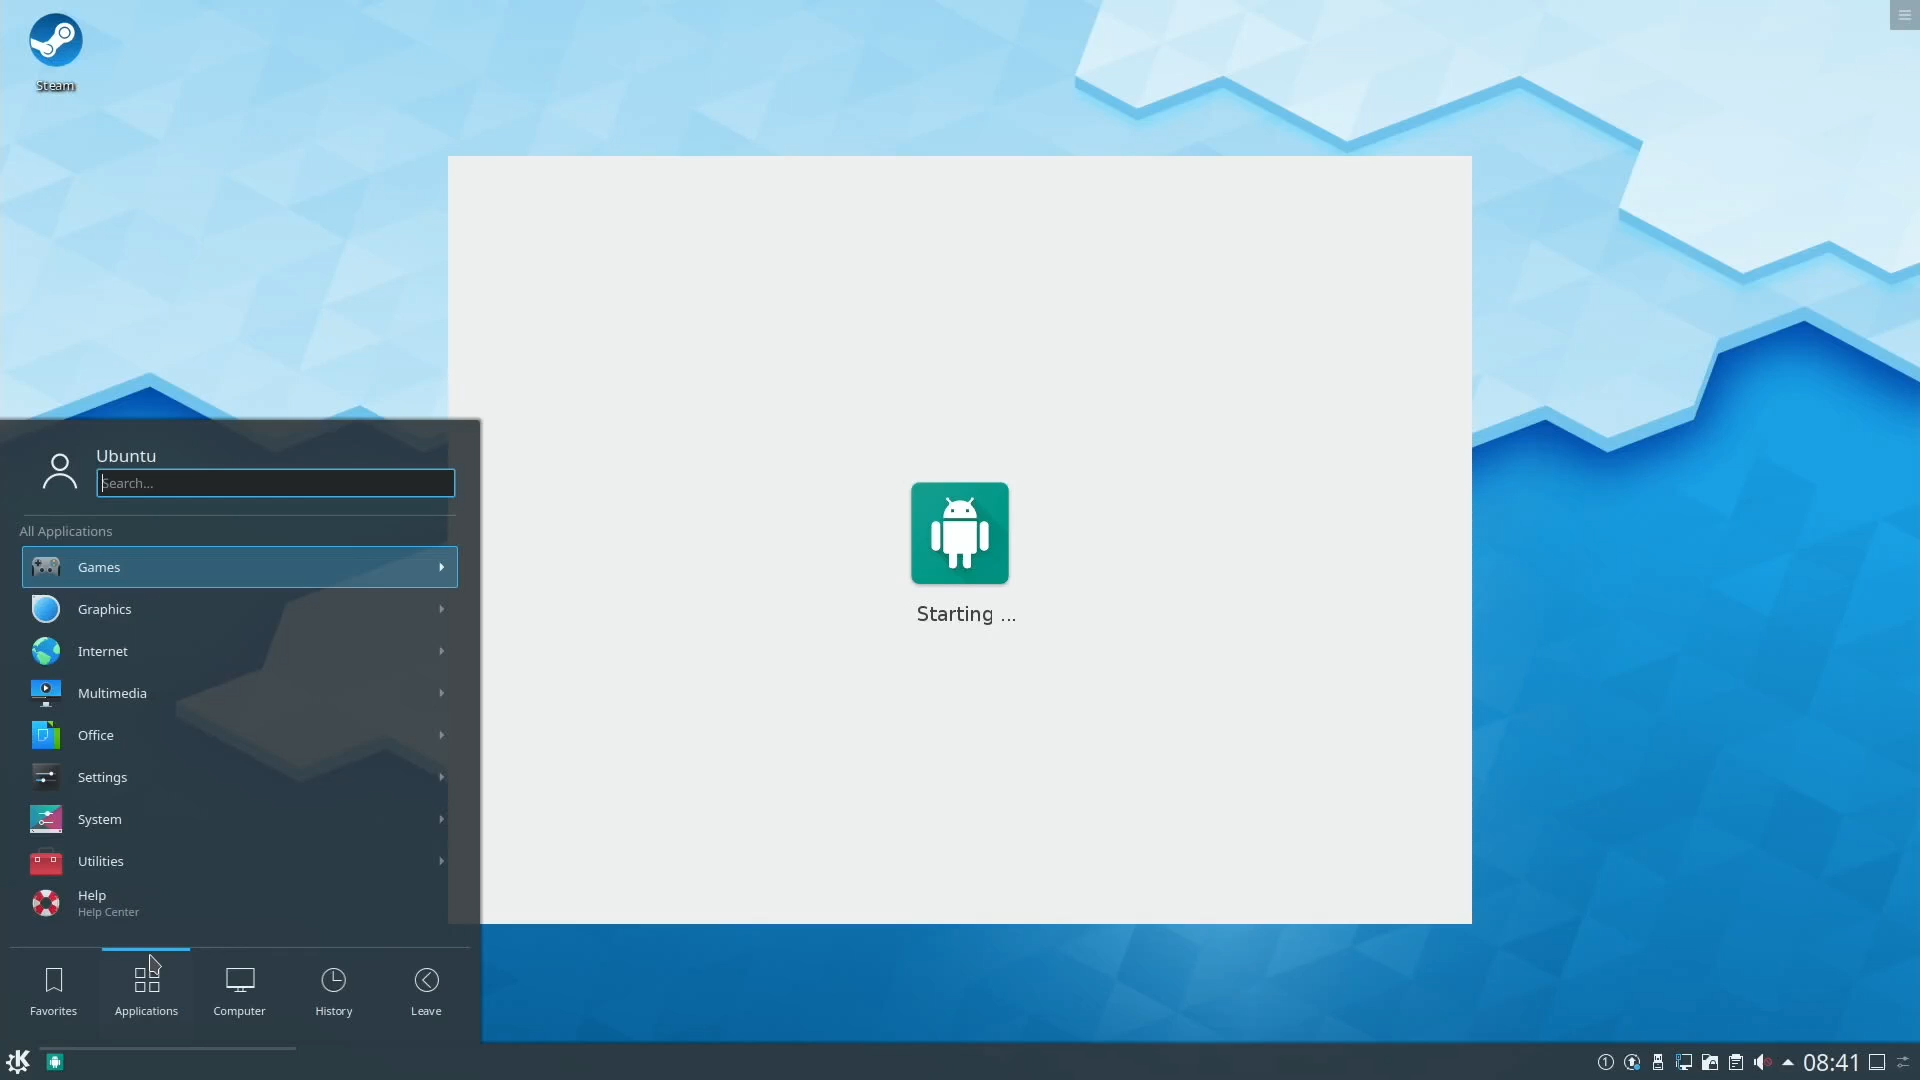 Steam
Ubuntu
Search...
All Applications
Games
Graphics
Internet
Multimedia
Office
Settings
System
Utilities
Help
Help Center
Favorites
Applications
Computer
History
Leave
Starting ...
08:41